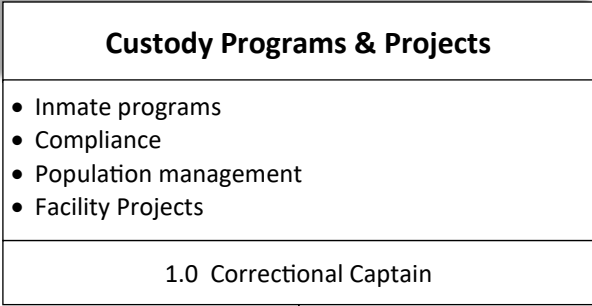 Custody Programs & Projects
• Inmate programs
• Compliance
• Population management
• Facility Projects
1.0 Correctional Captain